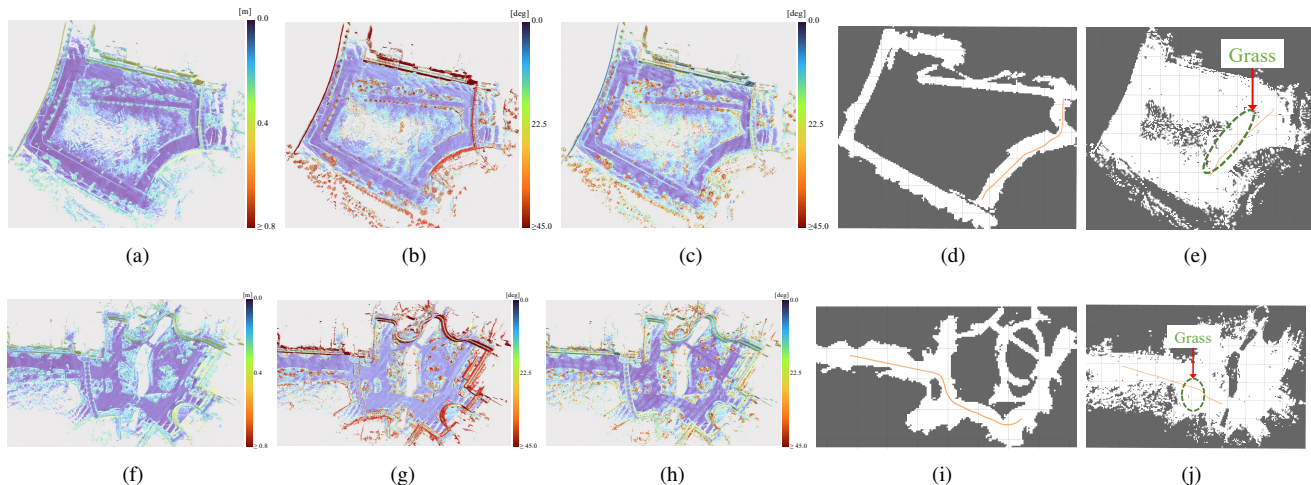 [m] 0.0
0.4
≥ 0.8
[deg] 0.0
22.5
≥45.0
[deg] 0.0
22.5
≥45.0
Grass
(a) (b) (c) (d) (e)
[m] 0.0
0.4
≥ 0.8
[deg] 0.0
22.5
≥45.0
[deg] 0.0
22.5
≥45.0
Grass
(f) (g) (h) (i) (j)